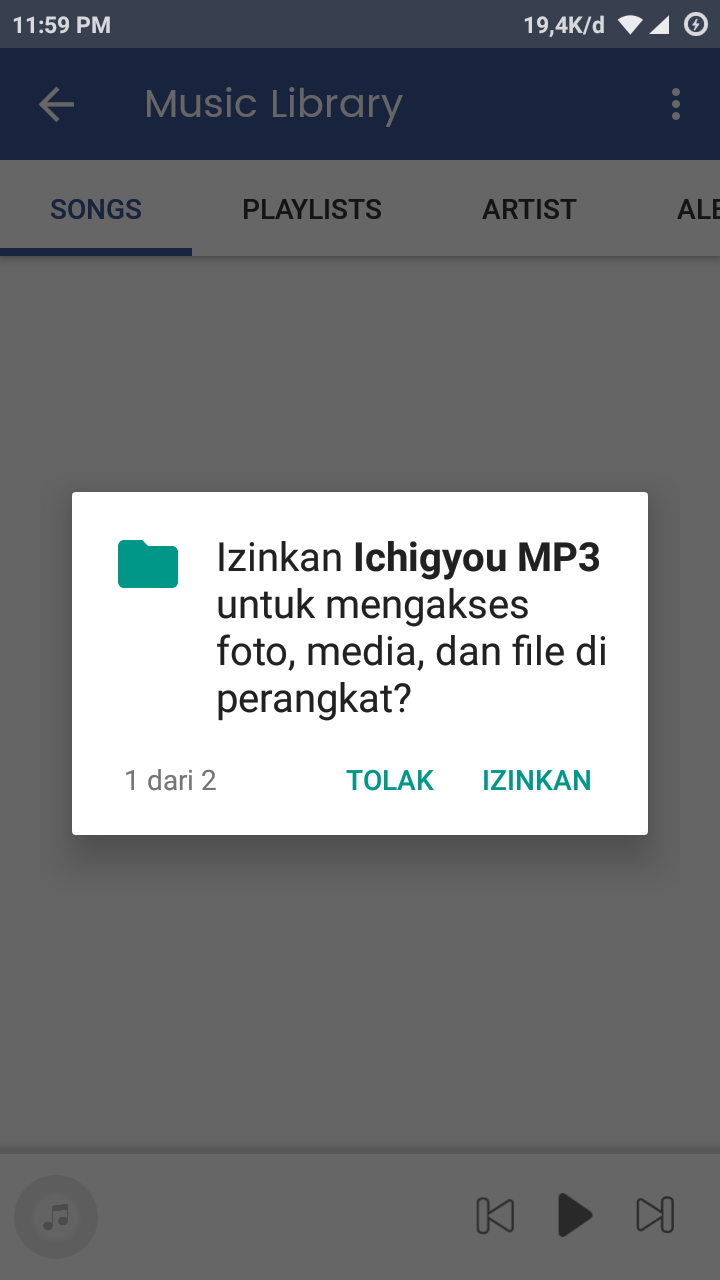 11:59 PM 19,4K/d
Music Library
SONGS PLAYLISTS ARTIST ALB
Izinkan Ichigyou MP3
untuk mengakses
foto, media, dan file di
perangkat?
1 dari 2 TOLAK IZINKAN